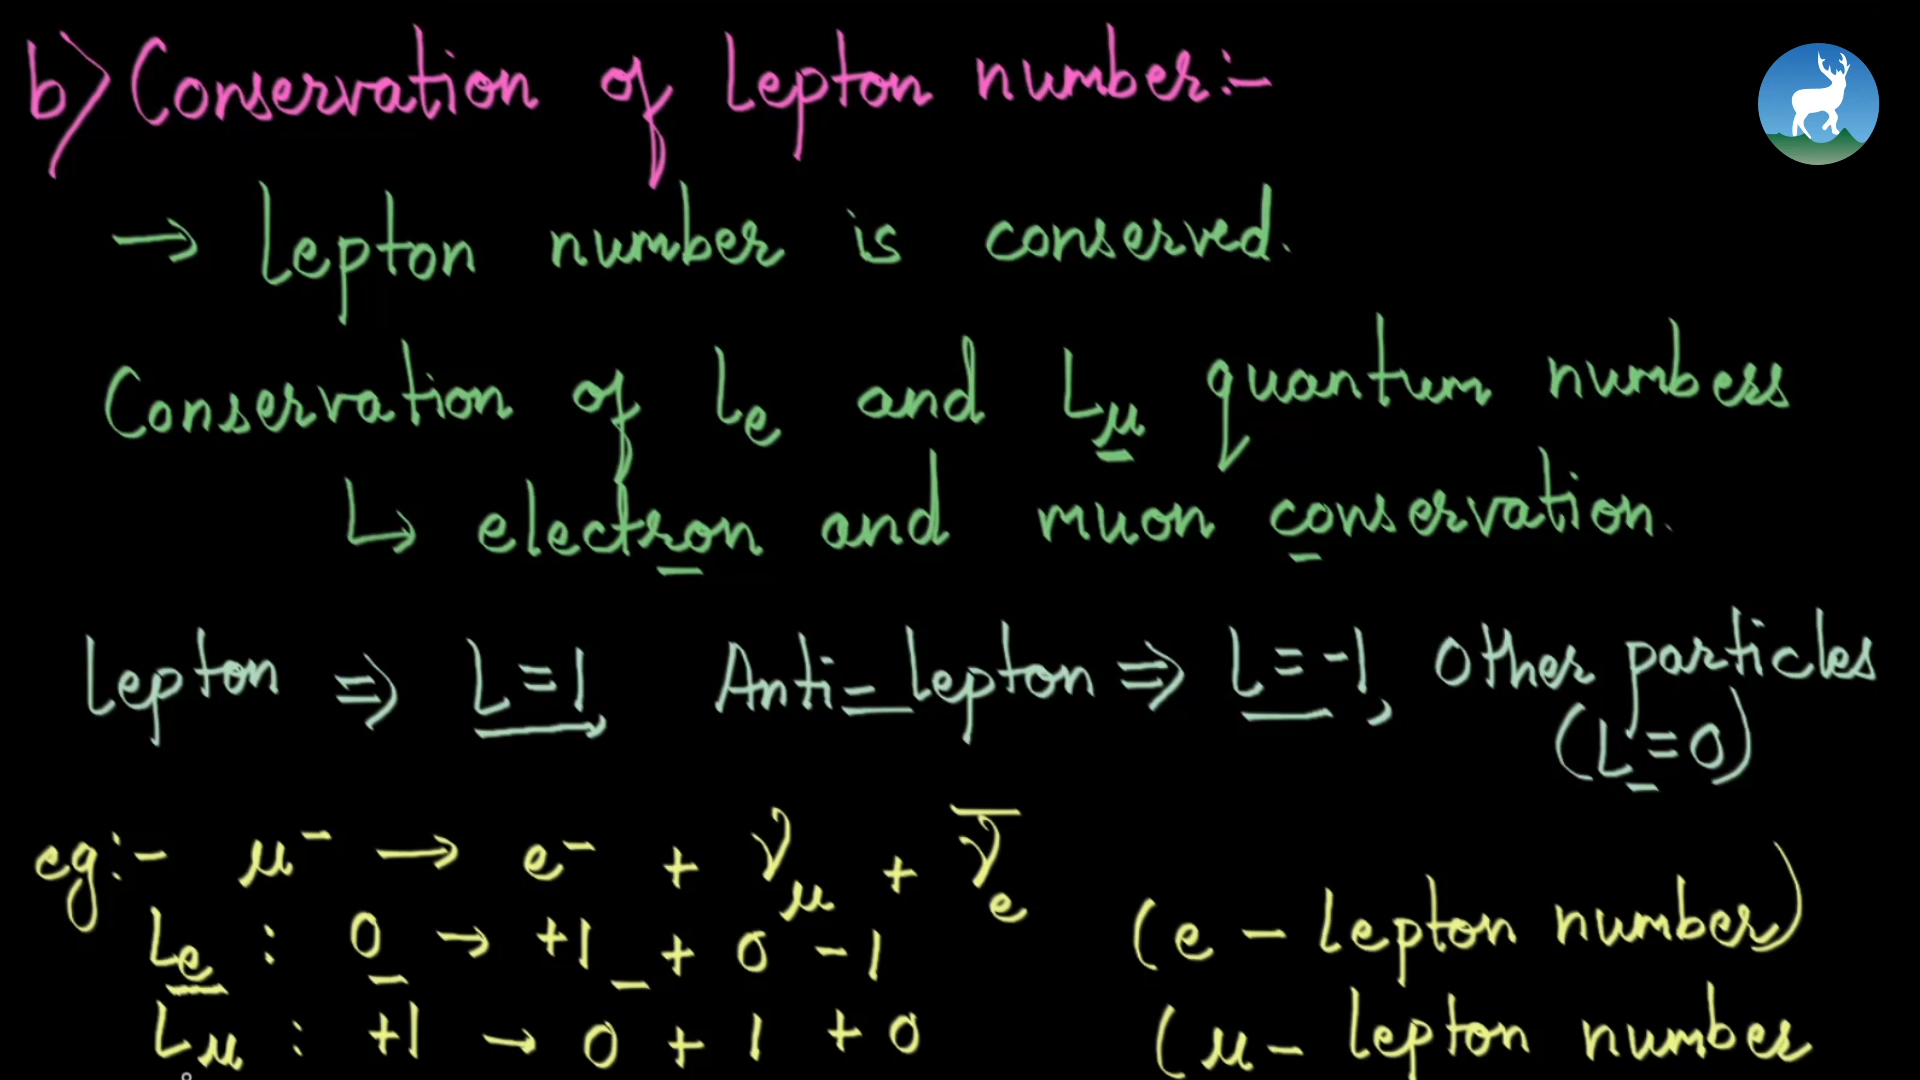 b) Conservation of Lepton number:-
→ Lepton number is conserved.
Conservation of Le and Lμ quantum numbers
↳ electron and muon conservation.
Lepton ⇒ L=1 Anti-Lepton ⇒ L=-1, Other particles
(L=0)
eg:- μ⁻ → e⁻ + ν_μ + ν̅_e
Le : 0 → +1 + 0 -1 (e - Lepton number)
Lμ : +1 → 0 + 1 + 0 (μ - Lepton number